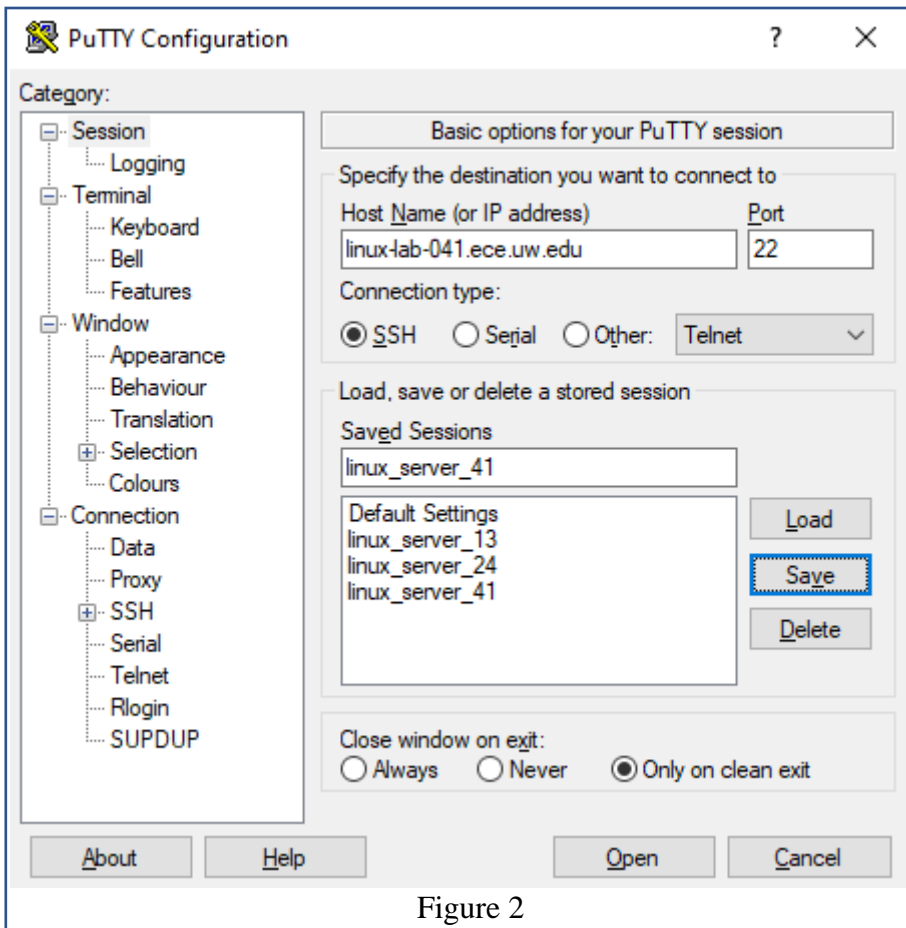 PuTTY Configuration ? ×
Category:
Session
Logging
Terminal
Keyboard
Bell
Features
Window
Appearance
Behaviour
Translation
Selection
Colours
Connection
Data
Proxy
SSH
Serial
Telnet
Rlogin
SUPDUP
Basic options for your PuTTY session
Specify the destination you want to connect to
Host Name (or IP address) Port
linux-lab-041.ece.uw.edu 22
Connection type:
SSH Serial Other: Telnet
Load, save or delete a stored session
Saved Sessions
linux_server_41
Default Settings
linux_server_13
linux_server_24
linux_server_41
Load
Save
Delete
Close window on exit:
Always Never Only on clean exit
About Help Open Cancel
Figure 2